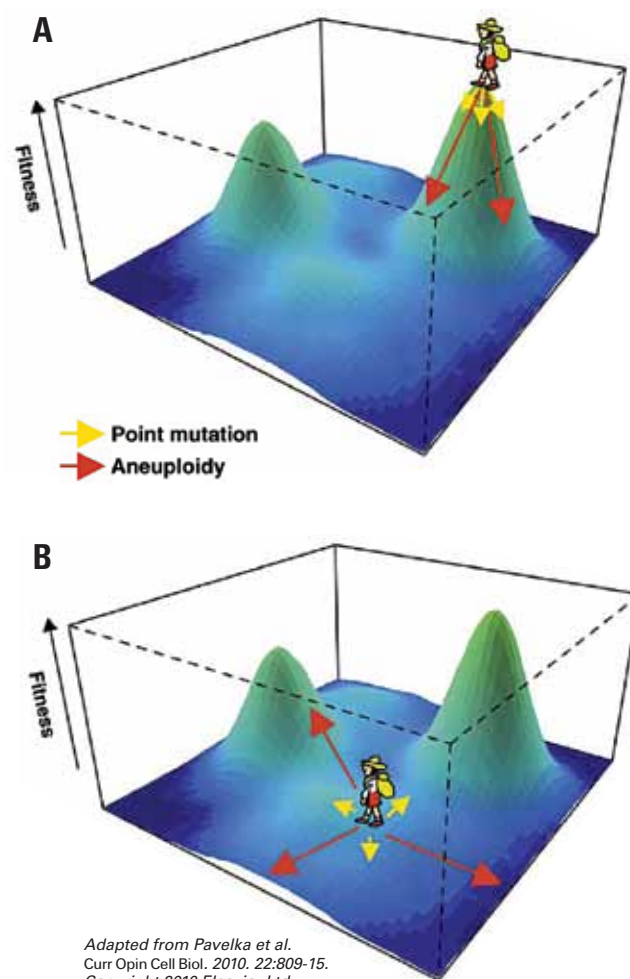 A
Fitness
Point mutation
Aneuploidy
B
Fitness
Adapted from Pavelka et al.
Curr Opin Cell Biol. 2010. 22:809-15.